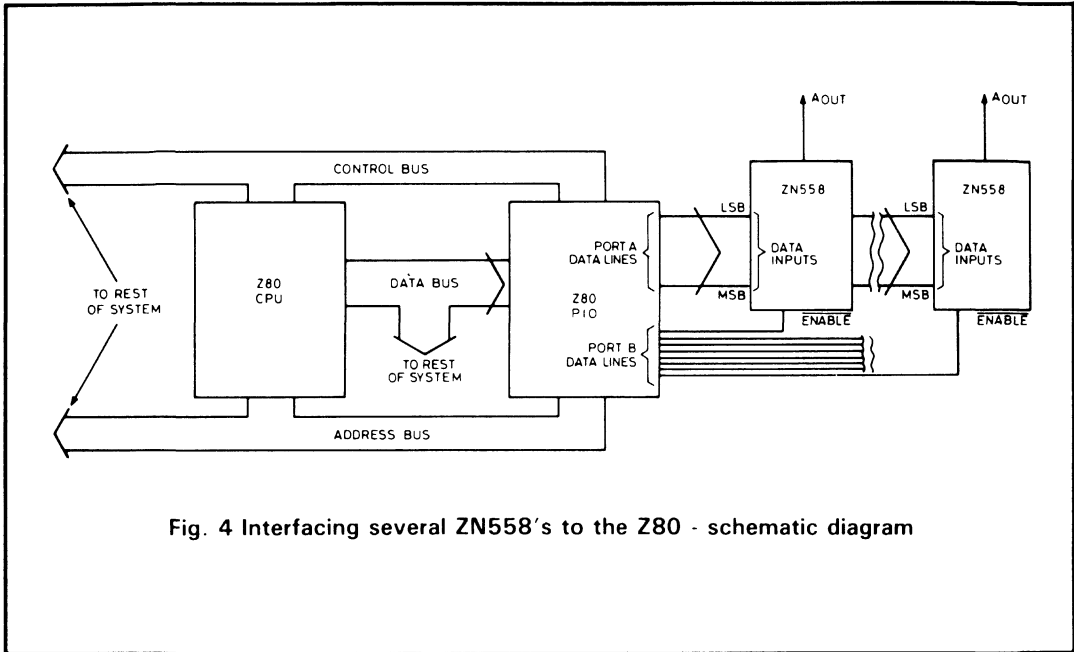 AOUT
AOUT
CONTROL BUS
ZN558
ZN558
LSB
LSB
PORT A
DATA LINES
DATA
INPUTS
DATA
INPUTS
Z80
CPU
DATA BUS
Z80
PIO
TO REST
OF SYSTEM
MSB
MSB
ENABLE
ENABLE
PORT B
DATA LINES
TO REST
OF SYSTEM
ADDRESS BUS
Fig. 4 Interfacing several ZN558's to the Z80 - schematic diagram